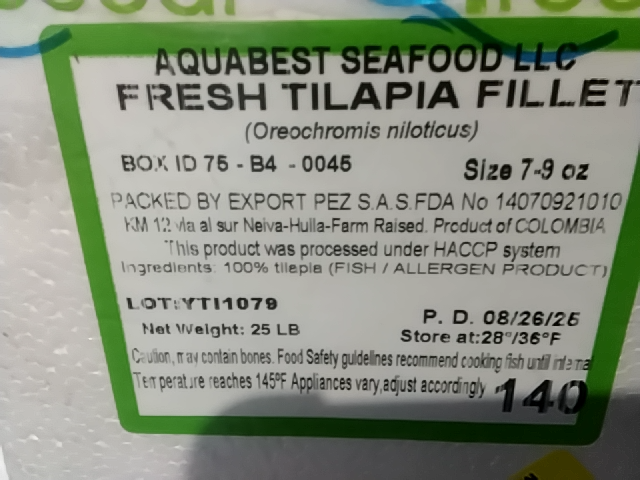 AQUABEST SEAFOOD LLC
FRESH TILAPIA FILLET
(Oreochromis niloticus)
BOX ID 75 - B4 - 0045
Size 7-9 oz
PACKED BY EXPORT PEZ S.A.S.FDA No 14070921010
KM 12 via al sur Neiva-Huila-Farm Raised. Product of COLOMBIA
This product was processed under HACCP system
Ingredients: 100% tilapia (FISH / ALLERGEN PRODUCT)
LOT:YTI1079
P. D. 08/26/25
Net Weight: 25 LB
Store at:28°/36°F
Caution, may contain bones. Food Safety guidelines recommend cooking fish until internal
Temperature reaches 145ºF Appliances vary,adjust accordingly
140